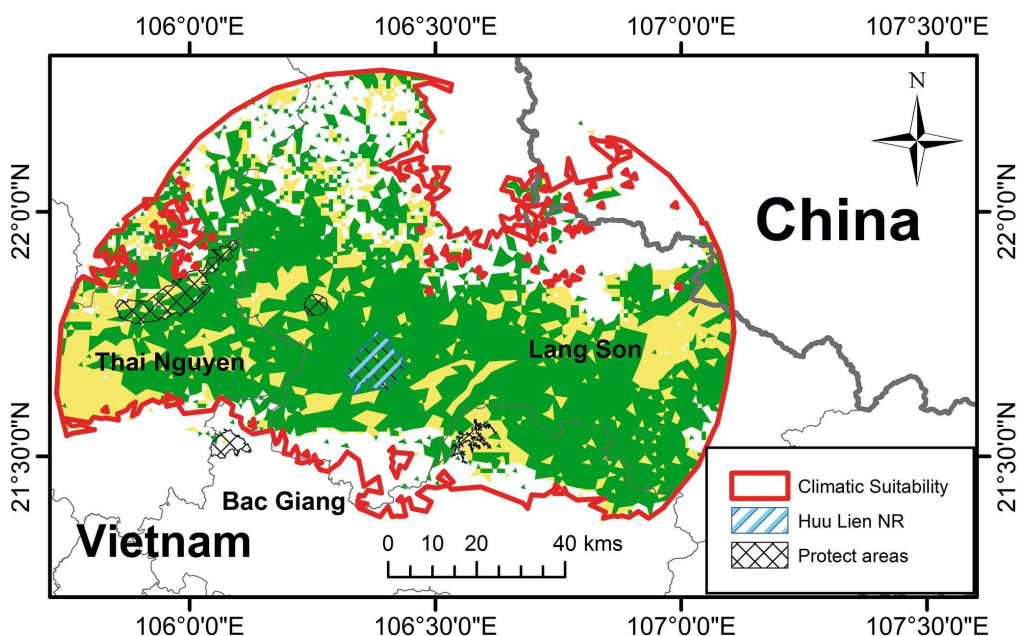 106°0'0"E 106°30'0"E 107°0'0"E 107°30'0"E
N
22°0'0"N
22°0'0"N
China
Thai Nguyen
Lang Son
21°30'0"N
21°30'0"N
Bac Giang
Vietnam
0 10 20 40 kms
Climatic Suitability
Huu Lien NR
Protect areas
106°0'0"E 106°30'0"E 107°0'0"E 107°30'0"E